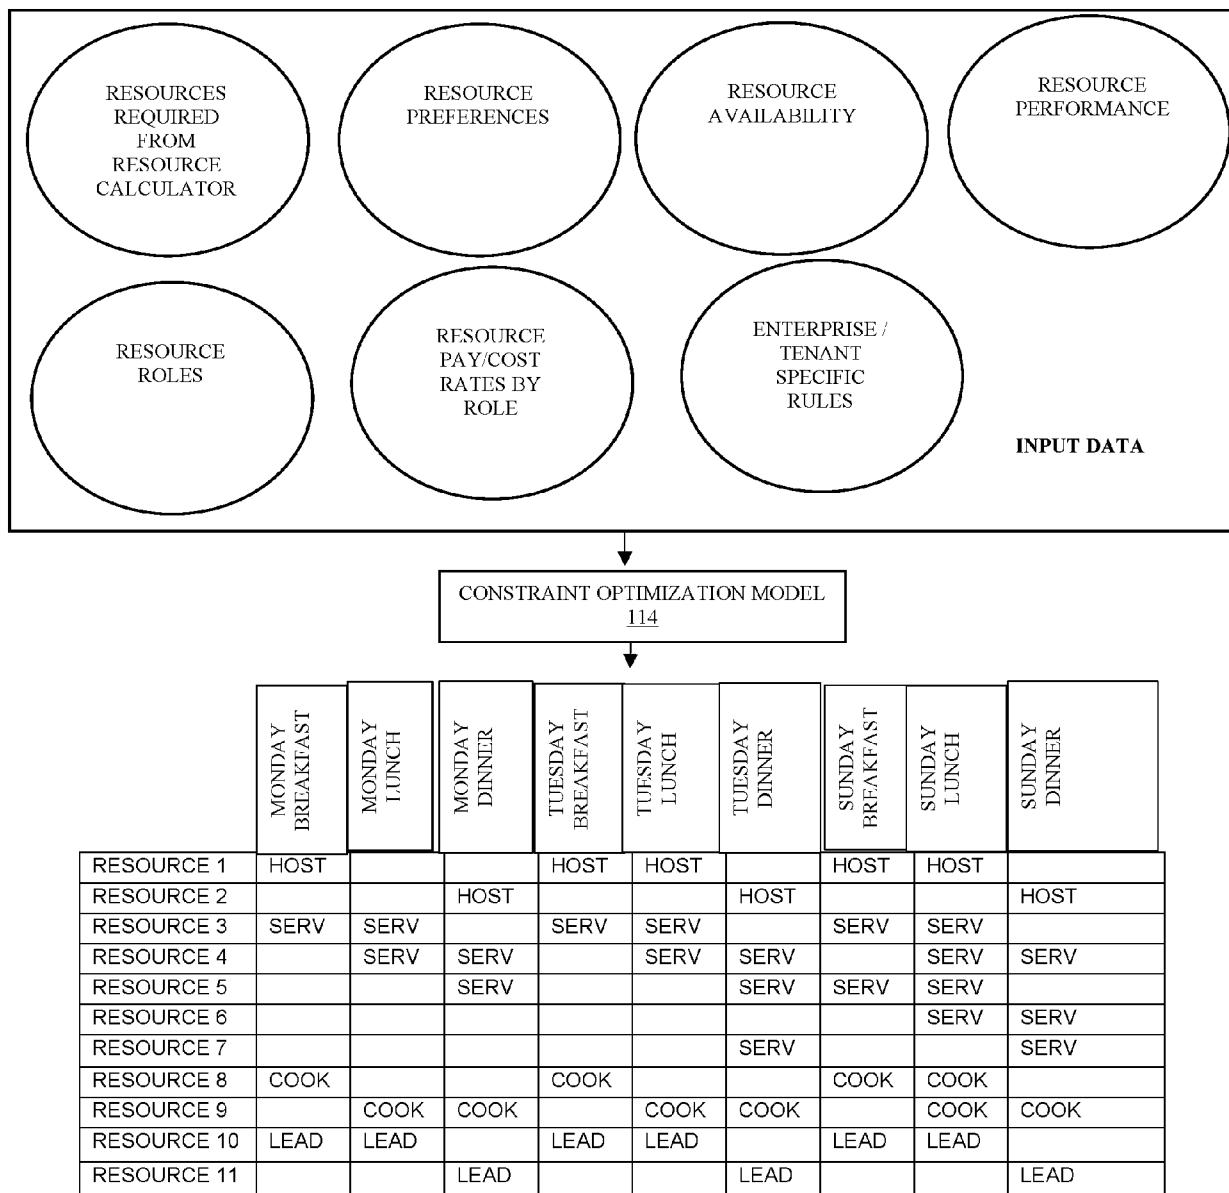 RESOURCES
REQUIRED
FROM
RESOURCE
CALCULATOR
RESOURCE
PREFERENCES
RESOURCE
AVAILABILITY
RESOURCE
PERFORMANCE
RESOURCE
ROLES
RESOURCE
PAY/COST
RATES BY
ROLE
ENTERPRISE /
TENANT
SPECIFIC
RULES
INPUT DATA
CONSTRAINT OPTIMIZATION MODEL
114
MONDAY
BREAKFAST
MONDAY
LUNCH
MONDAY
DINNER
TUESDAY
BREAKFAST
TUESDAY
LUNCH
TUESDAY
DINNER
SUNDAY
BREAKFAST
SUNDAY
LUNCH
SUNDAY
DINNER
RESOURCE 1 HOST HOST HOST HOST HOST
RESOURCE 2 HOST HOST HOST
RESOURCE 3 SERV SERV SERV SERV SERV SERV
RESOURCE 4 SERV SERV SERV SERV SERV SERV
RESOURCE 5 SERV SERV SERV SERV
RESOURCE 6 SERV SERV
RESOURCE 7 SERV SERV
RESOURCE 8 COOK COOK COOK COOK
RESOURCE 9 COOK COOK COOK COOK COOK COOK
RESOURCE 10 LEAD LEAD LEAD LEAD LEAD LEAD
RESOURCE 11 LEAD LEAD LEAD